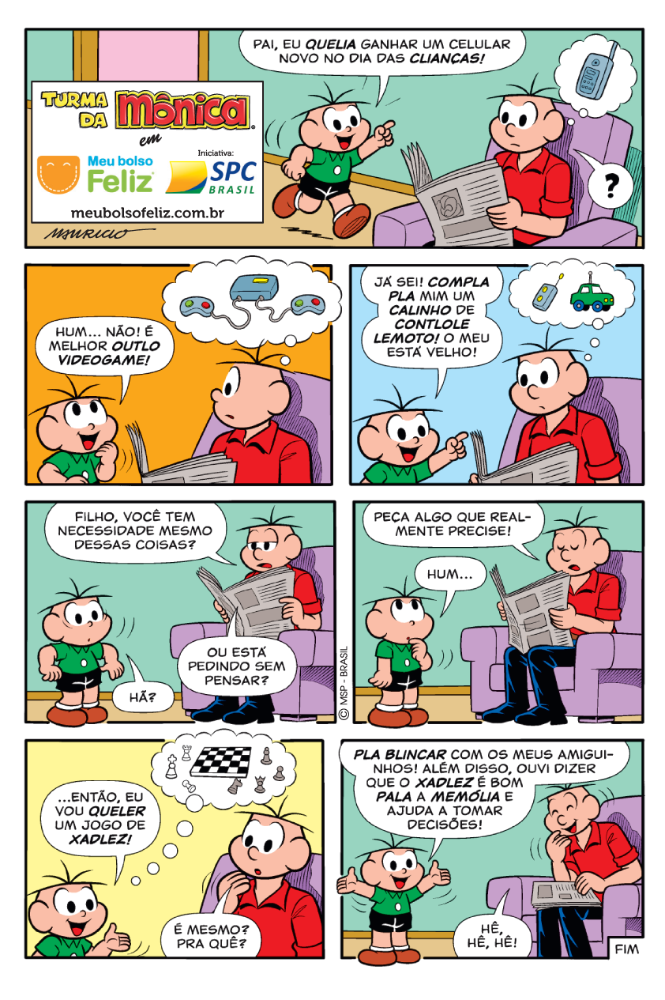 PAI, EU QUELIA GANHAR UM CELULAR
NOVO NO DIA DAS CLIANÇAS!
?
TURMA
DA
MÔNICA
em
Meu bolso
Feliz
Iniciativa:
SPC
BRASIL
meubolsofeliz.com.br
MAURICIO
HUM... NÃO! É
MELHOR OUTLO
VIDEOGAME!
JÁ SEI! COMPLA
PLA MIM UM
CALINHO DE
CONTLOLE
LEMOTO! O MEU
ESTÁ VELHO!
FILHO, VOCÊ TEM
NECESSIDADE MESMO
DESSAS COISAS?
OU ESTÁ
PEDINDO SEM
PENSAR?
HÃ?
© MSP - BRASIL
PEÇA ALGO QUE REAL-
MENTE PRECISE!
HUM...
...ENTÃO, EU
VOU QUELER
UM JOGO DE
XADLEZ!
É MESMO?
PRA QUÊ?
PLA BLINCAR COM OS MEUS AMIGUI-
NHOS! ALÉM DISSO, OUVI DIZER
QUE O XADLEZ É BOM
PALA A MEMÓLIA E
AJUDA A TOMAR
DECISÕES!
HÊ,
HÊ, HÊ!
FIM